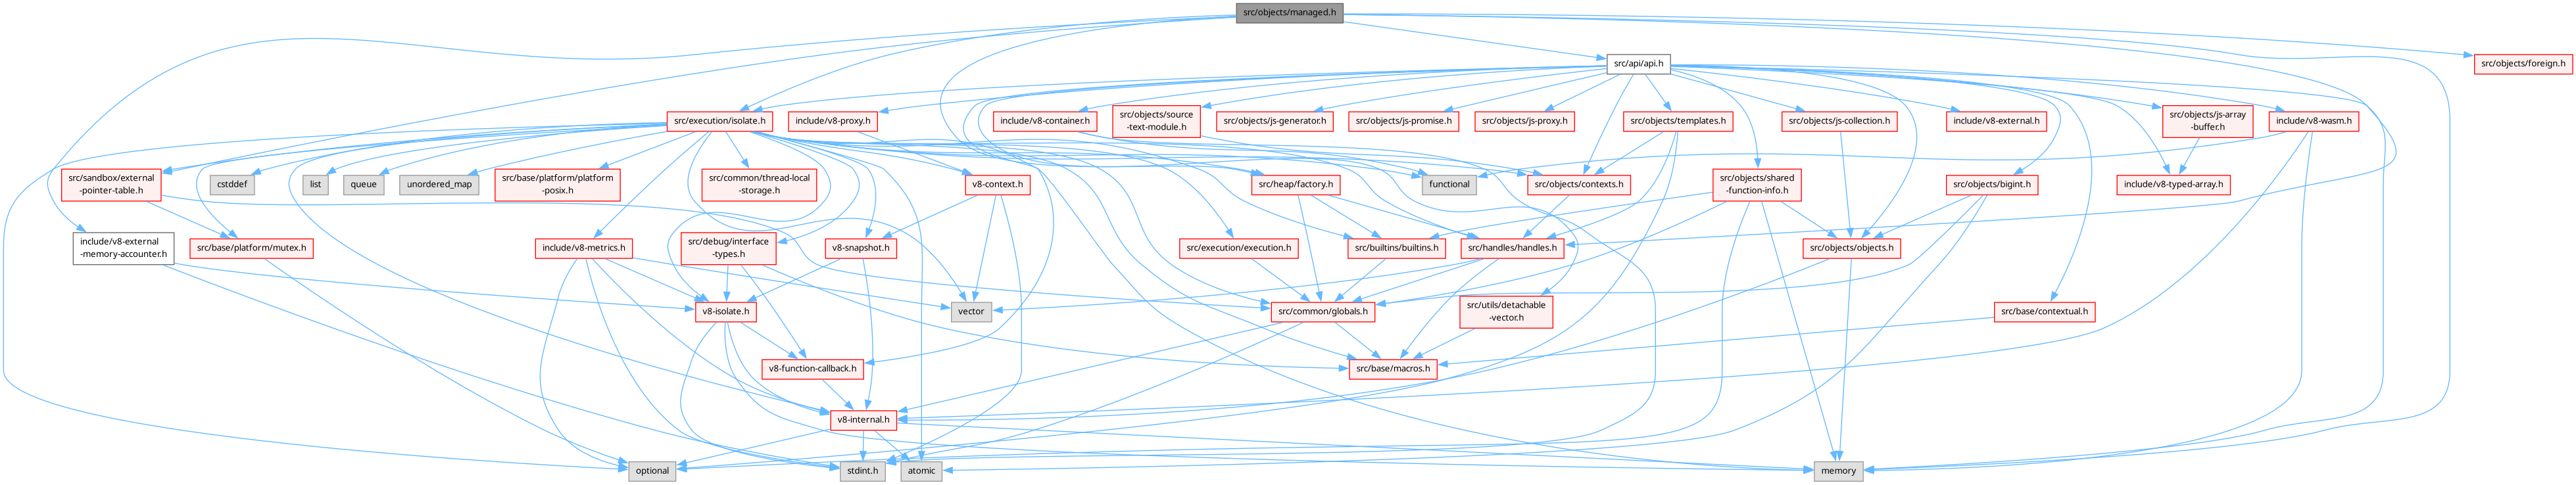 src/objects/managed.h
src/api/api.h
src/objects/foreign.h
src/execution/isolate.h
include/v8-proxy.h
include/v8-container.h
src/objects/source
-text-module.h
src/objects/js-generator.h
src/objects/js-promise.h
src/objects/js-proxy.h
src/objects/templates.h
src/objects/js-collection.h
include/v8-external.h
src/objects/js-array
-buffer.h
include/v8-wasm.h
src/sandbox/external
-pointer-table.h
cstddef
list
queue
unordered_map
src/base/platform/platform
-posix.h
src/common/thread-local
-storage.h
v8-context.h
src/heap/factory.h
functional
src/objects/contexts.h
src/objects/shared
-function-info.h
src/objects/bigint.h
include/v8-typed-array.h
include/v8-external
-memory-accounter.h
src/base/platform/mutex.h
include/v8-metrics.h
src/debug/interface
-types.h
v8-snapshot.h
src/execution/execution.h
src/builtins/builtins.h
src/handles/handles.h
src/objects/objects.h
v8-isolate.h
vector
src/common/globals.h
src/utils/detachable
-vector.h
src/base/contextual.h
v8-function-callback.h
src/base/macros.h
v8-internal.h
optional
stdint.h
atomic
memory